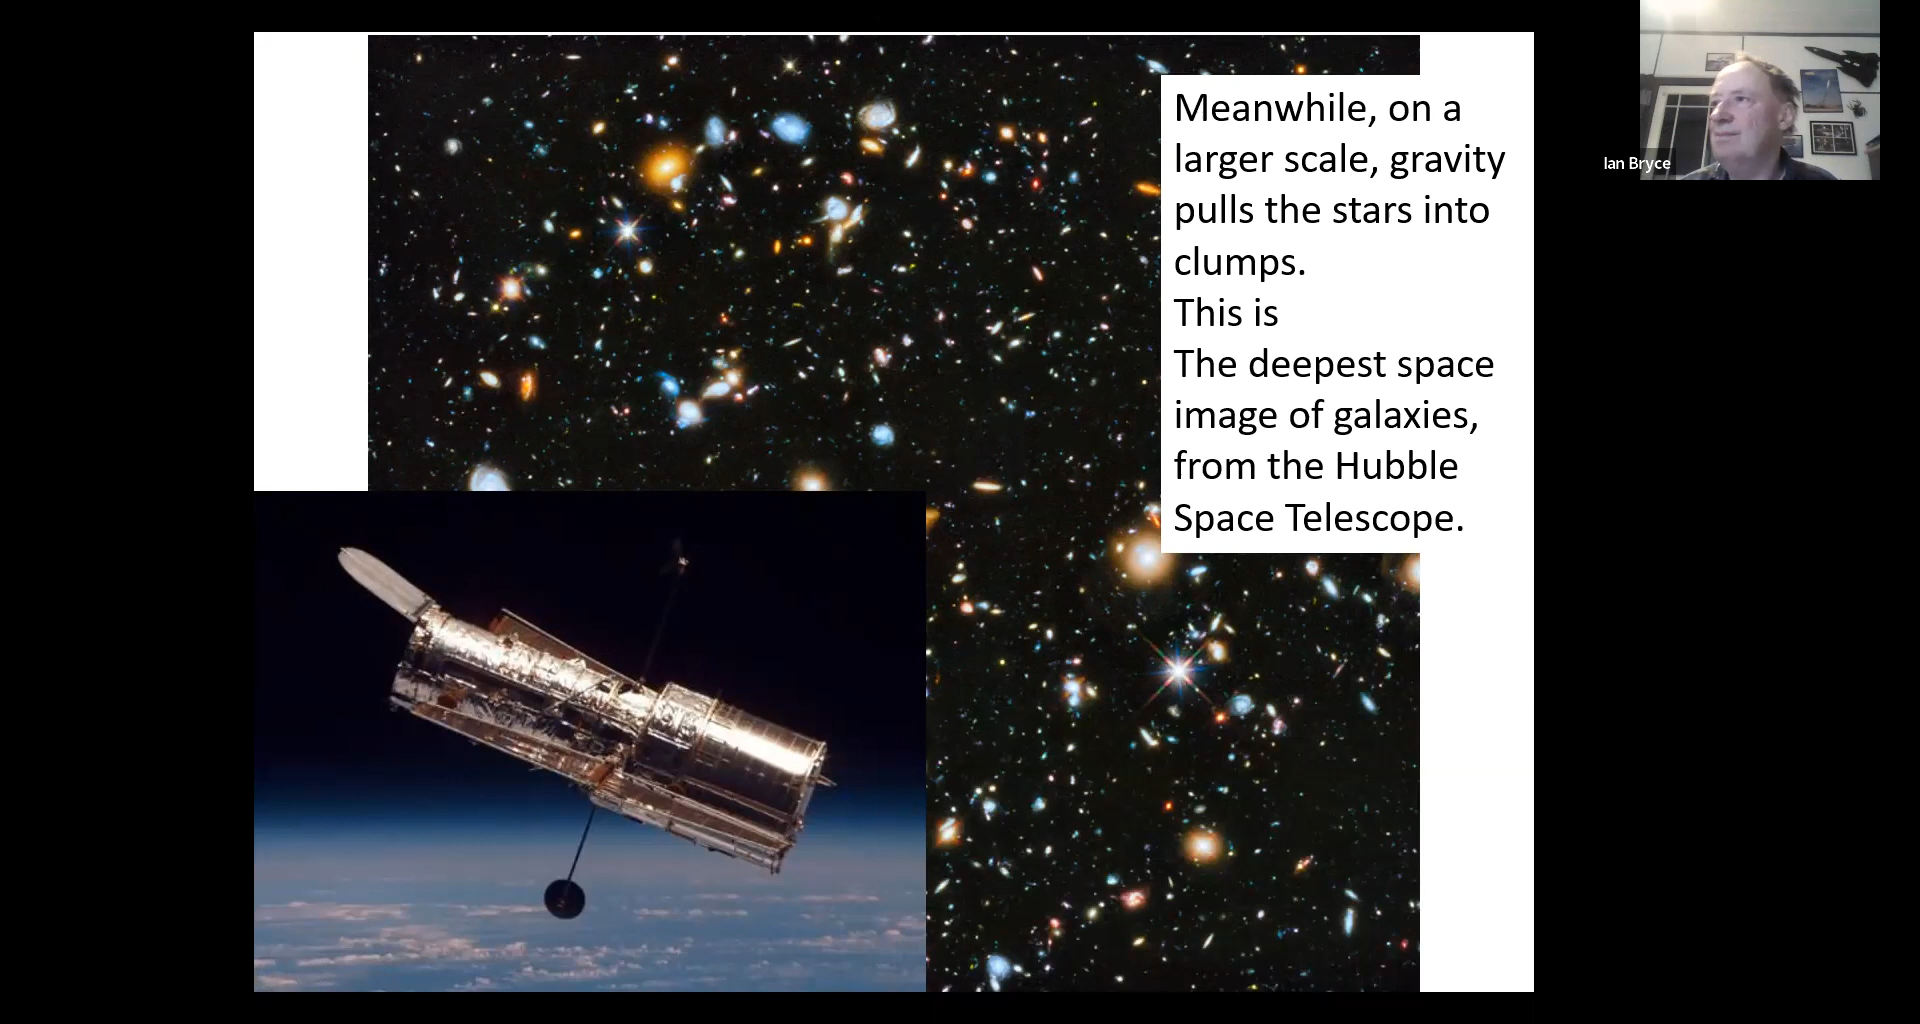 Meanwhile, on a
larger scale, gravity
pulls the stars into
clumps.
This is
The deepest space
image of galaxies,
from the Hubble
Space Telescope.
Ian Bryce